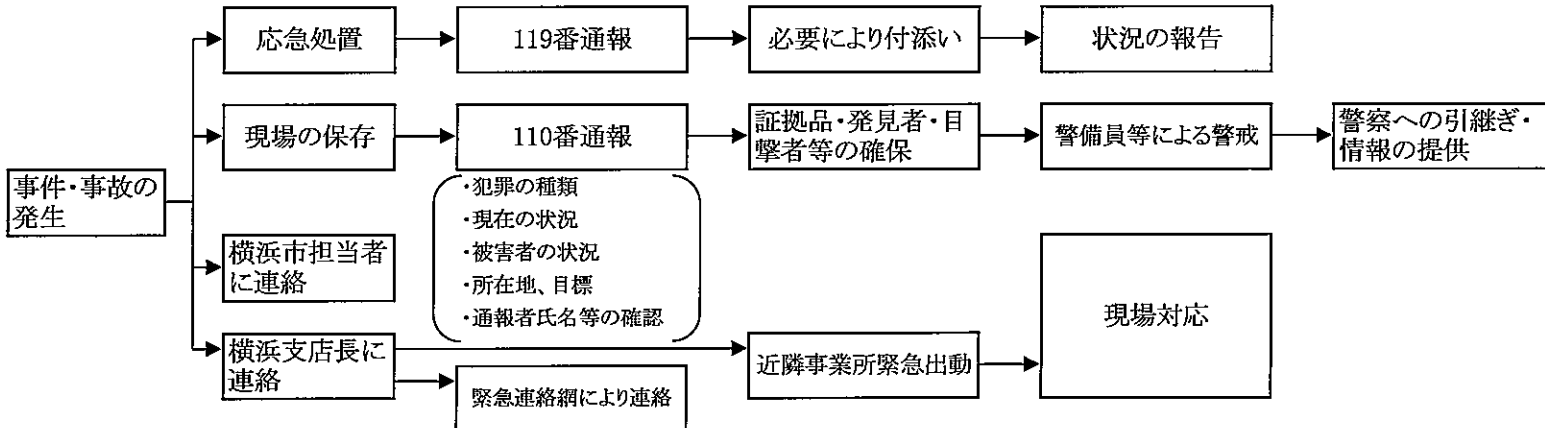 応急処置
119番通報
必要により付添い
状況の報告
現場の保存
110番通報
証拠品・発見者・目
撃者等の確保
警備員等による警戒
警察への引継ぎ・
情報の提供
事件・事故の
発生
・犯罪の種類
・現在の状況
・被害者の状況
・所在地、目標
・通報者氏名等の確認
横浜市担当者
に連絡
横浜支店長に
連絡
緊急連絡網により連絡
近隣事業所緊急出動
現場対応